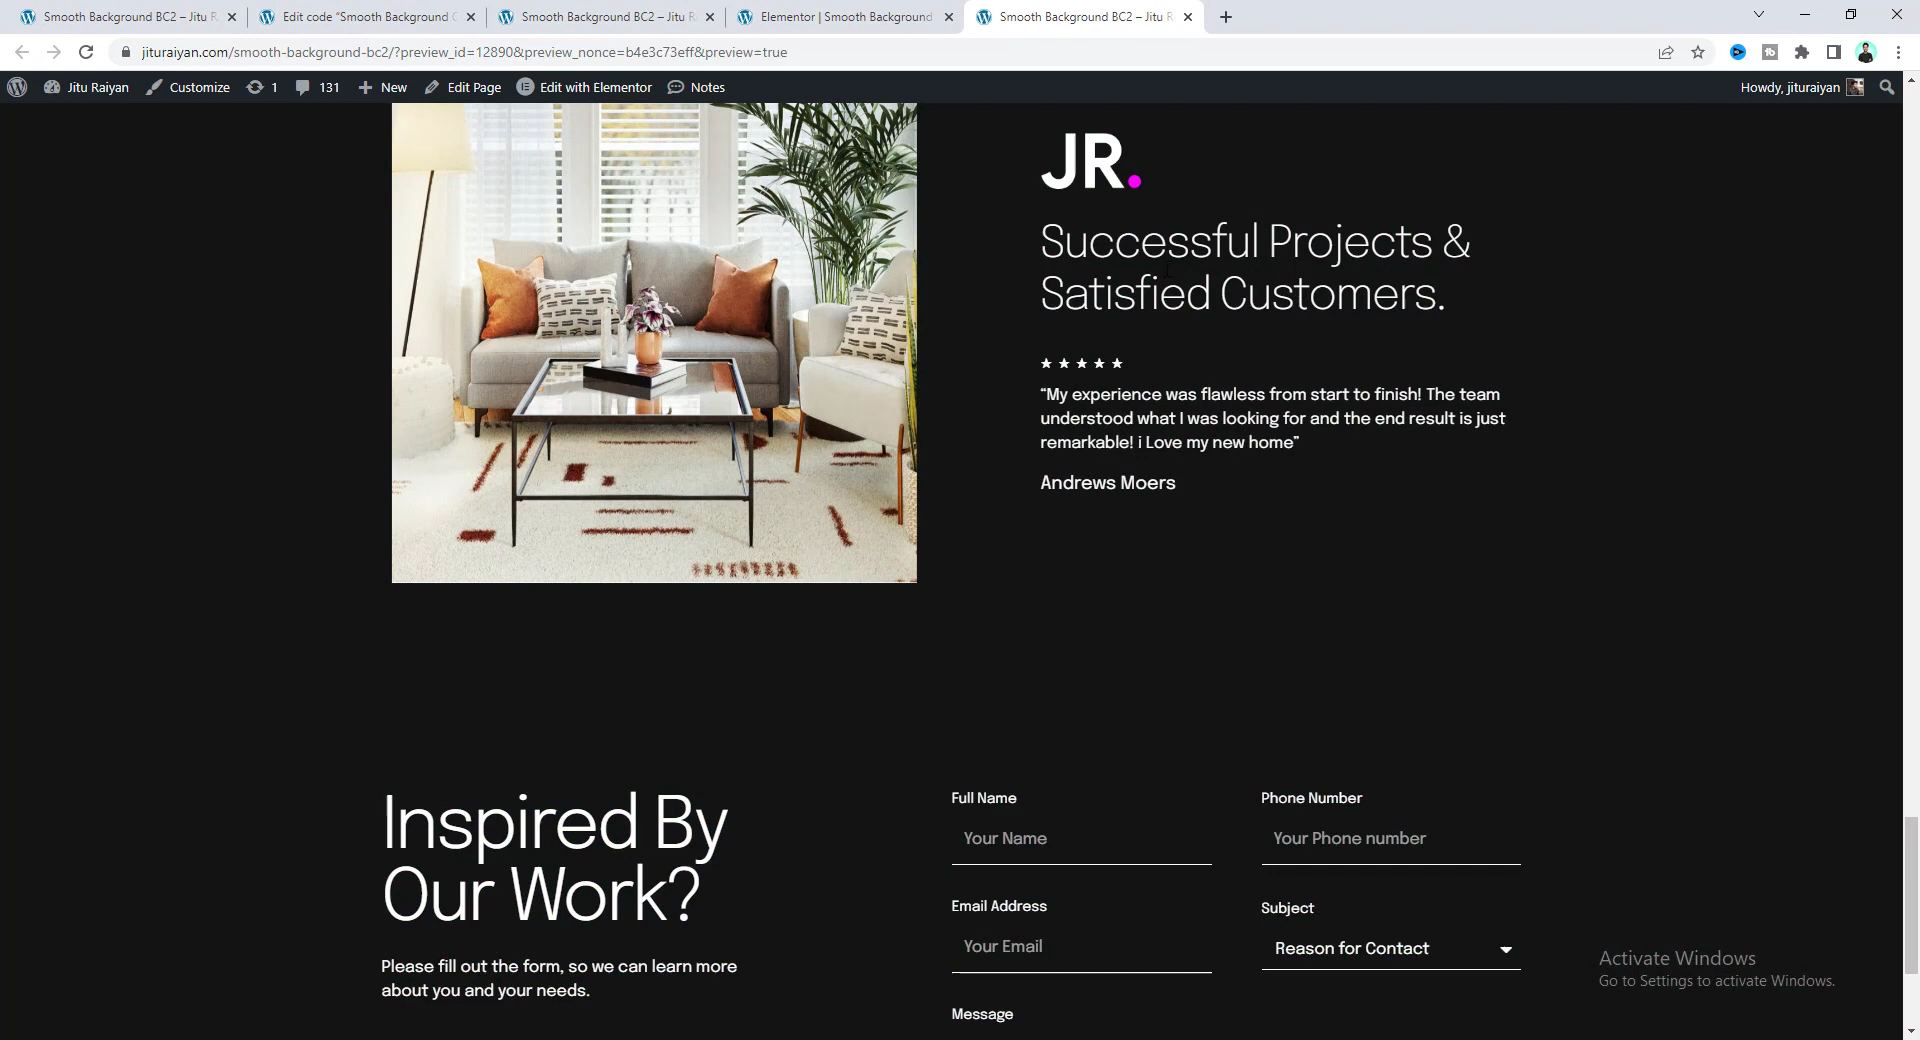 Smooth Background BC2 – Jitu R
Edit code "Smooth Background C
Smooth Background BC2 – Jitu R
Elementor | Smooth Background
Smooth Background BC2 – Jitu R
jituraiyan.com/smooth-background-bc2/?preview_id=12890&preview_nonce=b4e3c73eff&preview=true
Jitu Raiyan
Customize
1
131
New
Edit Page
Edit with Elementor
Notes
Howdy, jituraiyan
JR.
Successful Projects &
Satisfied Customers.
“My experience was flawless from start to finish! The team
understood what I was looking for and the end result is just
remarkable! i Love my new home”
Andrews Moers
Inspired By
Our Work?
Please fill out the form, so we can learn more
about you and your needs.
Full Name
Phone Number
Your Name
Your Phone number
Email Address
Subject
Your Email
Reason for Contact
Message
Activate Windows
Go to Settings to activate Windows.